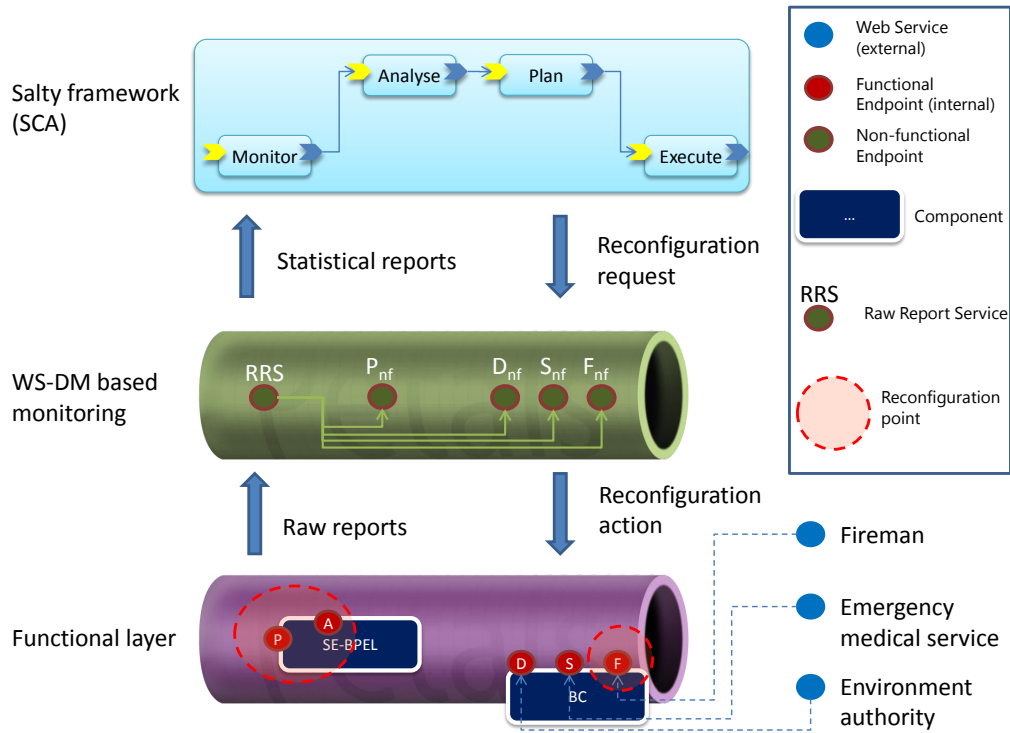 Salty framework
(SCA)
Analyse
Plan
Monitor
Execute
Statistical reports
Reconfiguration
request
WS-DM based
monitoring
RRS
Pnf
Dnf
Snf
Fnf
Raw reports
Reconfiguration
action
Functional layer
P
A
SE-BPEL
D
S
F
BC
Fireman
Emergency
medical service
Environment
authority
Web Service
(external)
Functional
Endpoint (internal)
Non-functional
Endpoint
...
Component
RRS
Raw Report Service
Reconfiguration
point